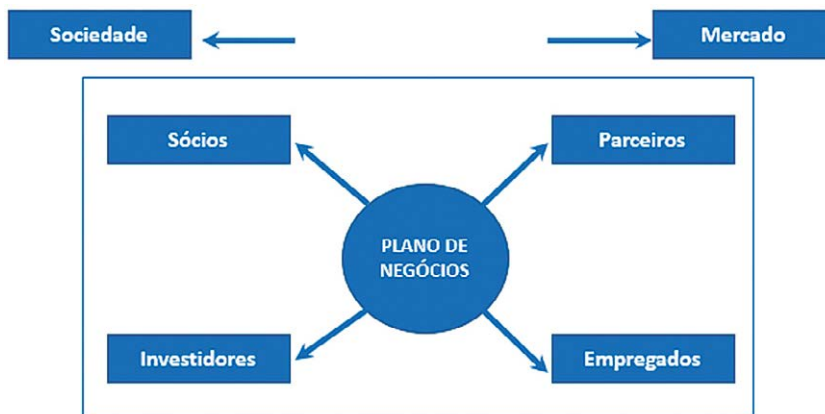 Sociedade
Mercado
Sócios
Parceiros
PLANO DE
NEGÓCIOS
Investidores
Empregados